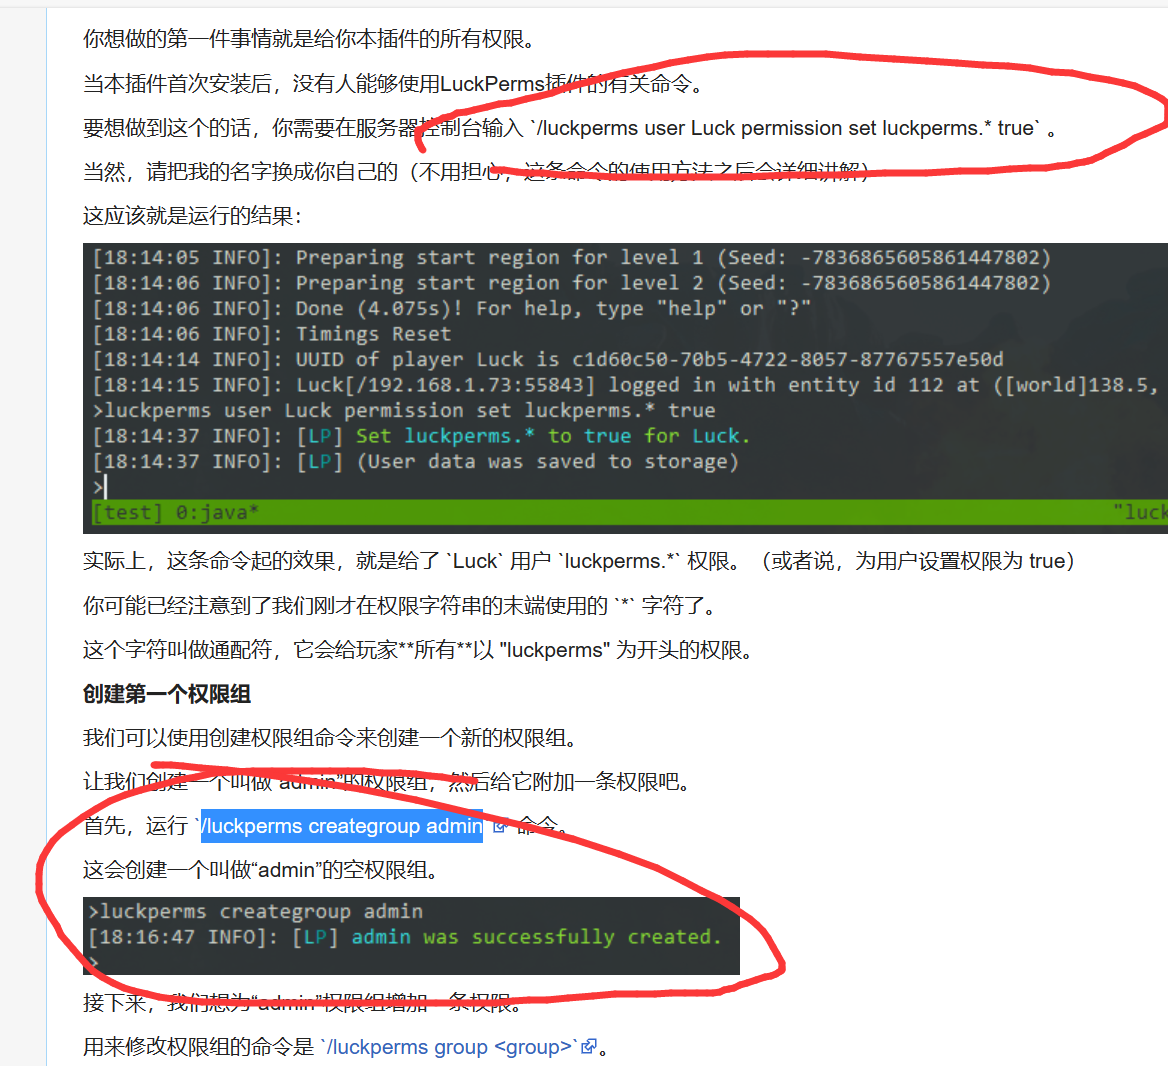 你想做的第一件事情就是给你本插件的所有权限。
当本插件首次安装后，没有人能够使用LuckPerms插件的有关命令。
要想做到这个的话，你需要在服务器控制台输入 `/luckperms user Luck permission set luckperms.* true` 。
当然，请把我的名字换成你自己的（不用担心，这条命令的使用方法之后会详细讲解）
这应该就是运行的结果：
[18:14:05 INFO]: Preparing start region for level 1 (Seed: -7836865605861447802)
[18:14:06 INFO]: Preparing start region for level 2 (Seed: -7836865605861447802)
[18:14:06 INFO]: Done (4.075s)! For help, type "help" or "?"
[18:14:06 INFO]: Timings Reset
[18:14:14 INFO]: UUID of player Luck is c1d60c50-70b5-4722-8057-87767557e50d
[18:14:15 INFO]: Luck[/192.168.1.73:55843] logged in with entity id 112 at ([world]138.5,
>luckperms user Luck permission set luckperms.* true
[18:14:37 INFO]: [LP] Set luckperms.* to true for Luck.
[18:14:37 INFO]: [LP] (User data was saved to storage)
>
[test] 0:java* "luck
实际上，这条命令起的效果，就是给了 `Luck` 用户 `luckperms.*` 权限。（或者说，为用户设置权限为 true）
你可能已经注意到了我们刚才在权限字符串的末端使用的 `*` 字符了。
这个字符叫做通配符，它会给玩家**所有**以 "luckperms" 为开头的权限。
创建第一个权限组
我们可以使用创建权限组命令来创建一个新的权限组。
让我们创建一个叫做“admin”的权限组，然后给它附加一条权限吧。
首先，运行 `/luckperms creategroup admin` 命令。
这会创建一个叫做“admin”的空权限组。
>luckperms creategroup admin
[18:16:47 INFO]: [LP] admin was successfully created.
>
接下来，我们想为“admin”权限组增加一条权限。
用来修改权限组的命令是 `/luckperms group <group>` 。